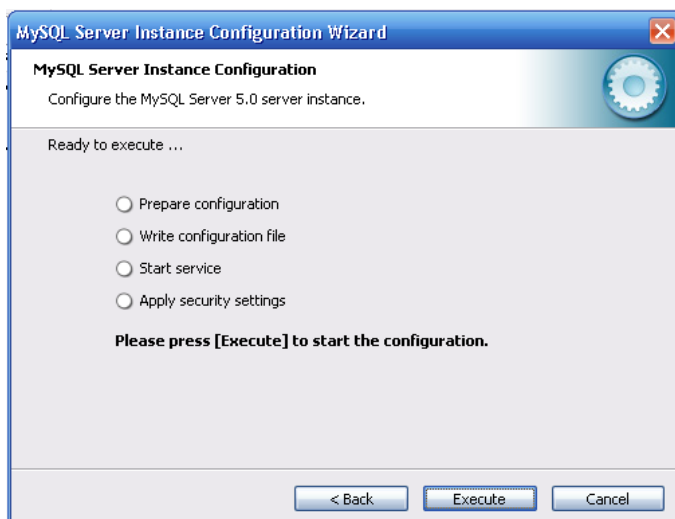 MySQL Server Instance Configuration Wizard
MySQL Server Instance Configuration
Configure the MySQL Server 5.0 server instance.
Ready to execute ...
Prepare configuration
Write configuration file
Start service
Apply security settings
Please press [Execute] to start the configuration.
< Back Execute Cancel